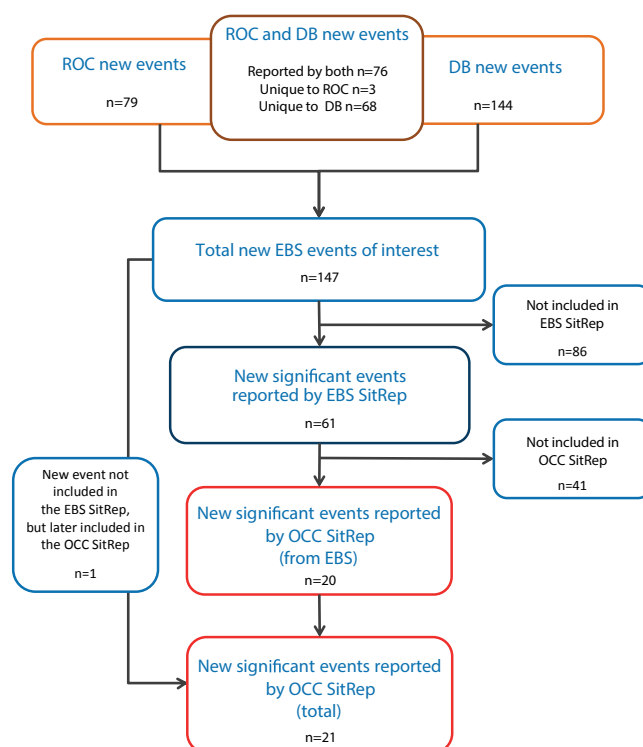 ROC and DB new events
Reported by both n=76
Unique to ROC n=3
Unique to DB n=68
ROC new events
n=79
DB new events
n=144
Total new EBS events of interest
n=147
Not included in
EBS SitRep
n=86
New significant events
reported by EBS SitRep
n=61
Not included in
OCC SitRep
n=41
New event not
included in
the EBS SitRep,
but later included in
the OCC SitRep
n=1
New significant events reported
by OCC SitRep
(from EBS)
n=20
New significant events reported
by OCC SitRep
(total)
n=21